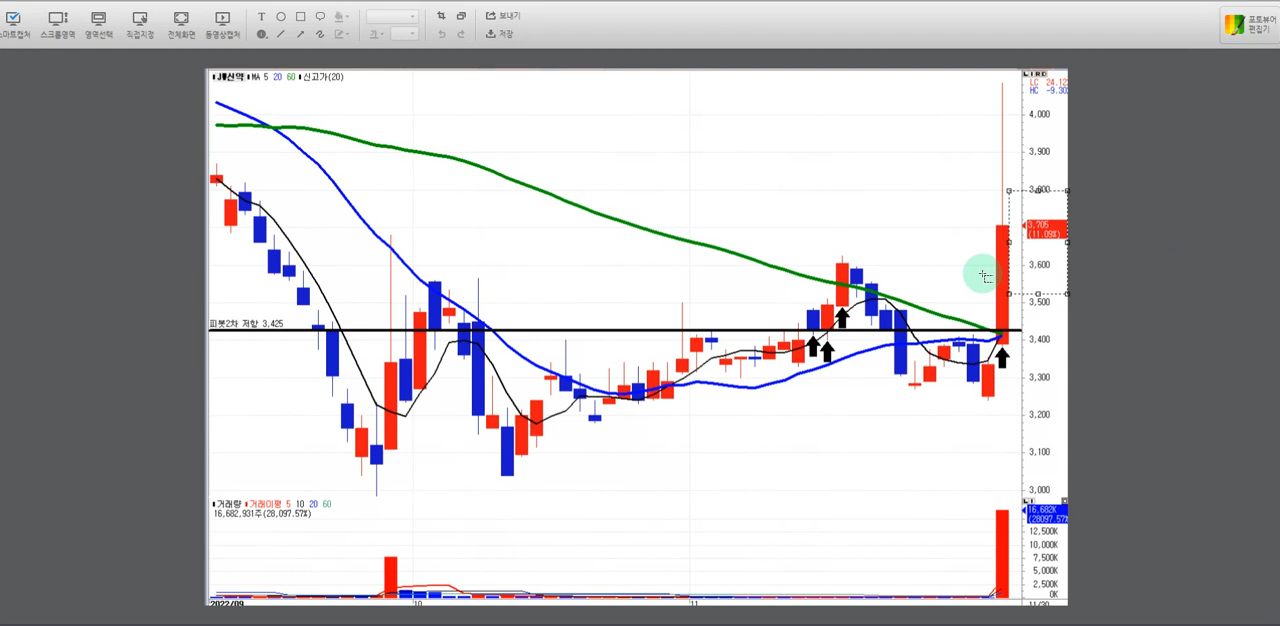 T
보내기
포토뷰어
편집기
스마트캡처 스크롤영역 영역선택 직접지정 전체화면 동영상캡처
가
저장
MA 5 20 60 신고가(20)
LC 24.12
HC -9.30
4,000
3,900
3,800
3,705
(11.09%)
3,600
3,500
피봇2차 저항 3,425
3,400
3,300
3,200
3,100
3,000
거래량 거래이평 5 10 20 60
16,682,931주(28,097.57%)
16,682K
(28097.57%
12,500K
10,000K
7,500K
5,000K
2,500K
0K
2022/09 10 11 11/30